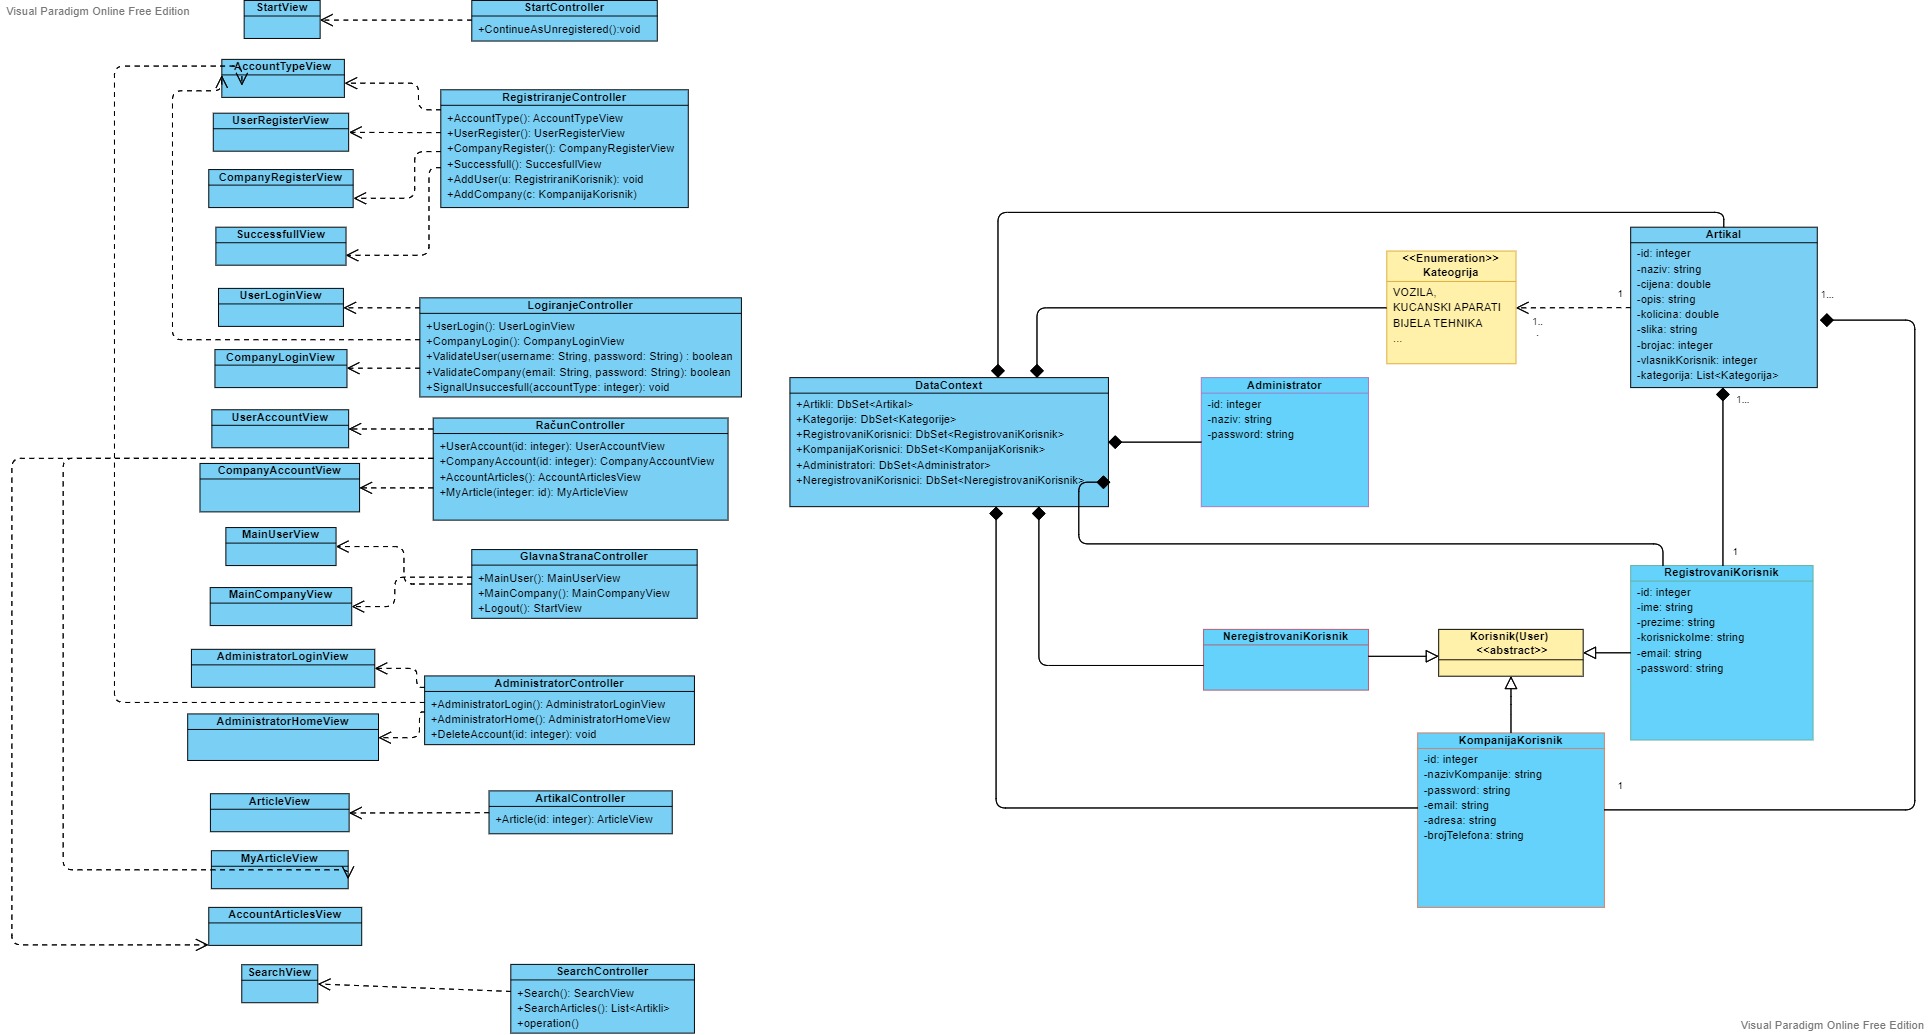 Visual Paradigm Online Free Edition
StartView
StartController
+ContinueAsUnregistered():void
AccountTypeView
RegistriranjeController
+AccountType(): AccountTypeView
+UserRegister(): UserRegisterView
+CompanyRegister(): CompanyRegisterView
+Successfull(): SuccesfullView
+AddUser(u: RegistriraniKorisnik): void
+AddCompany(c: KompanijaKorisnik)
UserRegisterView
CompanyRegisterView
SuccessfullView
UserLoginView
LogiranjeController
+UserLogin(): UserLoginView
+CompanyLogin(): CompanyLoginView
+ValidateUser(username: String, password: String) : boolean
+ValidateCompany(email: String, password: String): boolean
+SignalUnsuccesfull(accountType: integer): void
CompanyLoginView
UserAccountView
RačunController
+UserAccount(id: integer): UserAccountView
+CompanyAccount(id: integer): CompanyAccountView
+AccountArticles(): AccountArticlesView
+MyArticle(integer: id): MyArticleView
CompanyAccountView
MainUserView
GlavnaStranaController
+MainUser(): MainUserView
+MainCompany(): MainCompanyView
+Logout(): StartView
MainCompanyView
AdministratorLoginView
AdministratorController
+AdministratorLogin(): AdministratorLoginView
+AdministratorHome(): AdministratorHomeView
+DeleteAccount(id: integer): void
AdministratorHomeView
ArticleView
ArtikalController
+Article(id: integer): ArticleView
MyArticleView
AccountArticlesView
SearchView
SearchController
+Search(): SearchView
+SearchArticles(): List<Artikli>
+operation()
DataContext
+Artikli: DbSet<Artikal>
+Kategorije: DbSet<Kategorije>
+RegistrovaniKorisnici: DbSet<RegistrovaniKorisnik>
+KompanijaKorisnici: DbSet<KompanijaKorisnik>
+Administratori: DbSet<Administrator>
+NeregistrovaniKorisnici: DbSet<NeregistrovaniKorisnik>
Administrator
-id: integer
-naziv: string
-password: string
<<Enumeration>>
Kateogrija
VOZILA,
KUCANSKI APARATI
BIJELA TEHNIKA
...
1..
.
1
Artikal
-id: integer
-naziv: string
-cijena: double
-opis: string
-kolicina: double
-slika: string
-brojac: integer
-vlasnikKorisnik: integer
-kategorija: List<Kategorija>
1...
1...
1
RegistrovaniKorisnik
-id: integer
-ime: string
-prezime: string
-korisnickoIme: string
-email: string
-password: string
NeregistrovaniKorisnik
Korisnik(User)
<<abstract>>
KompanijaKorisnik
-id: integer
-nazivKompanije: string
-password: string
-email: string
-adresa: string
-brojTelefona: string
1
Visual Paradigm Online Free Edition